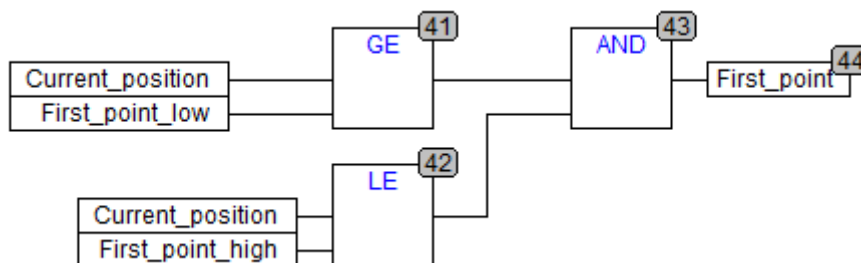 41
GE
43
AND
44
Current_position
First_point_low
First_point
42
LE
Current_position
First_point_high